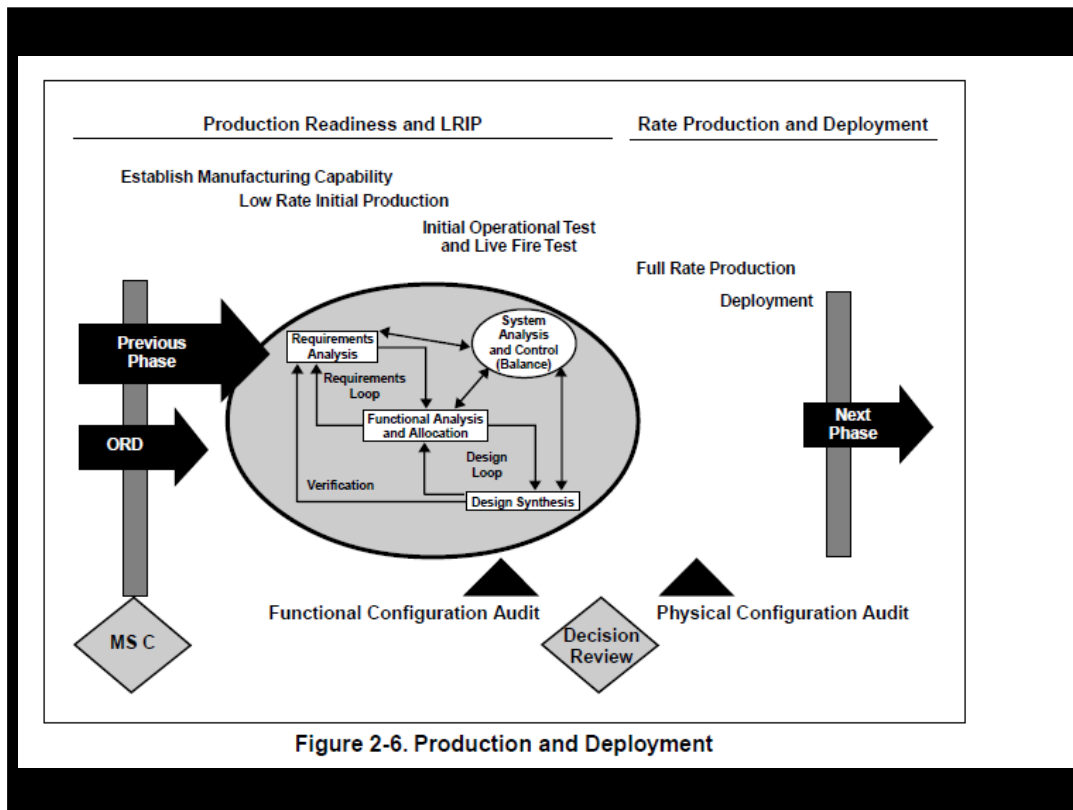 Production Readiness and LRIP
Rate Production and Deployment
Establish Manufacturing Capability
Low Rate Initial Production
Initial Operational Test
and Live Fire Test
Full Rate Production
Deployment
Previous
Phase
ORD
Requirements
Analysis
System
Analysis
and Control
(Balance)
Requirements
Loop
Functional Analysis
and Allocation
Design
Loop
Verification
Design Synthesis
Next
Phase
Functional Configuration Audit
Physical Configuration Audit
MS C
Decision
Review
Figure 2-6. Production and Deployment